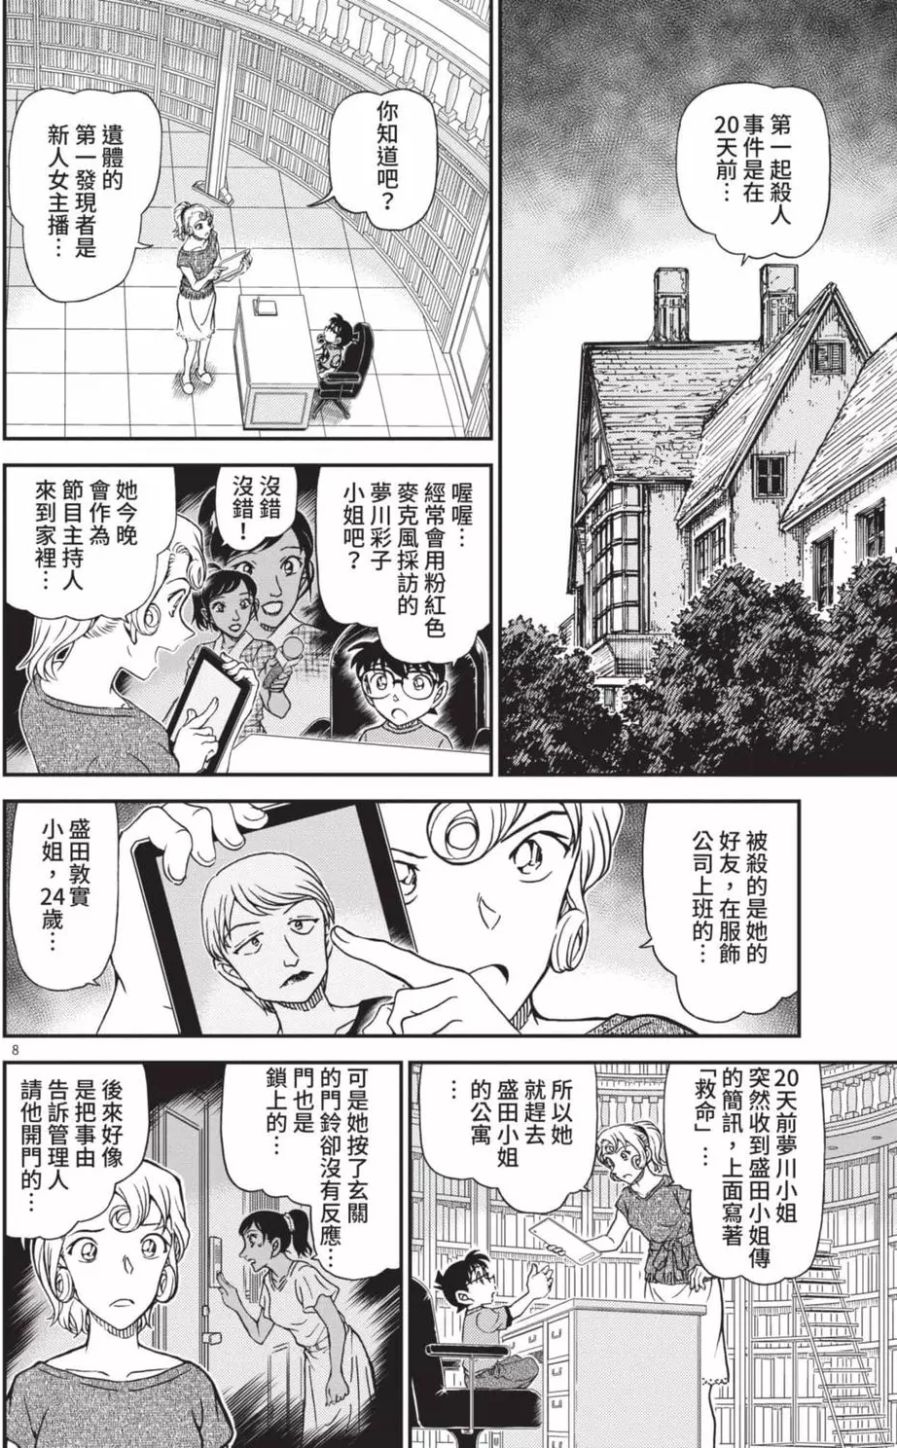 第一起殺人
事件是在
20天前…
你知道吧？
遺體的
第一發現者是
新人女主播…
喔喔…
經常會用粉紅色
麥克風採訪的
夢川彩子
小姐吧？
沒錯
沒錯！
她今晚
會作為
節目主持人
來到家裡…
被殺的是她的
好友，在服飾
公司上班的…
盛田敦實
小姐，24歲…
8
20天前夢川小姐
突然收到盛田小姐傳
的簡訊，上面寫著
「救命」…
所以她
就趕去
盛田小姐
的公寓
…
可是她按了玄關
的門鈴卻沒有反應…
門也是
鎖上的…
後來好像
是把事由
告訴管理人
請他開門的…